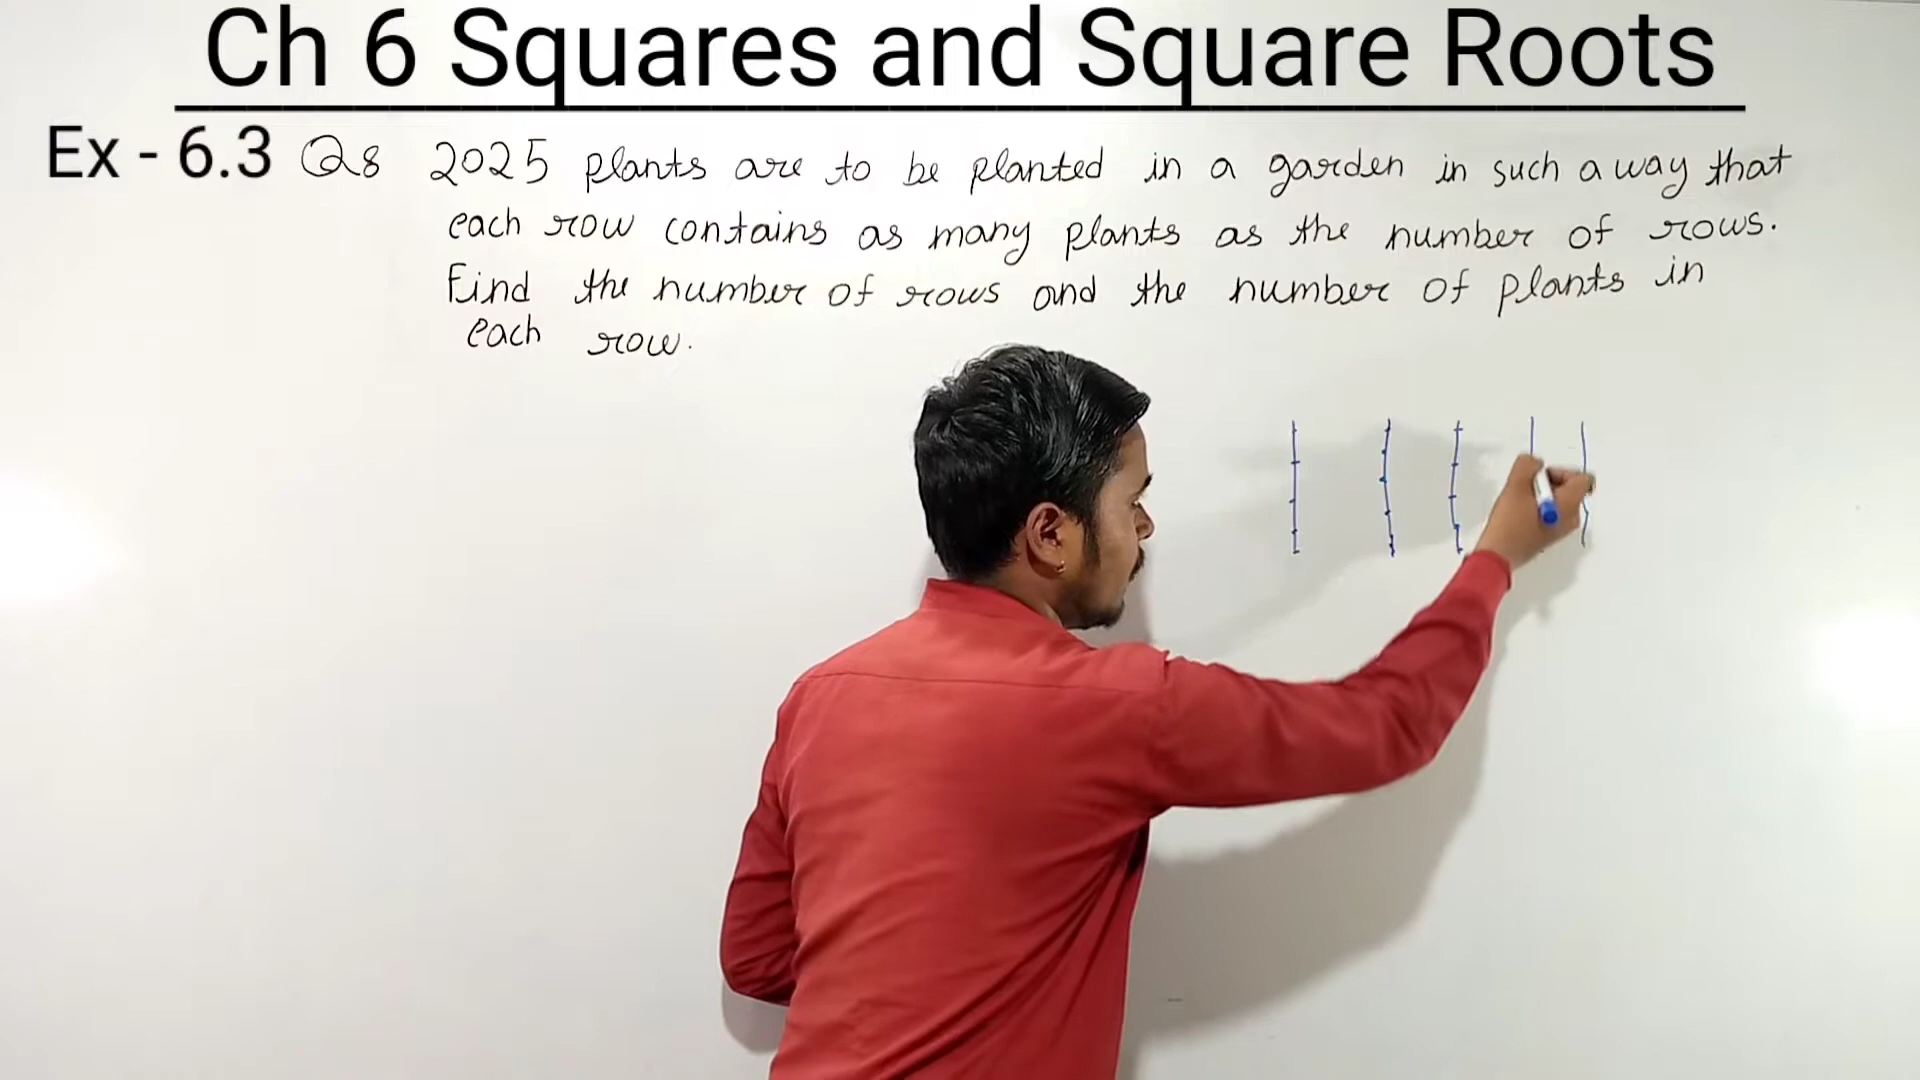 Ch 6 Squares and Square Roots
Ex - 6.3 Q8 2025 plants are to be planted in a garden in such a way that
each row contains as many plants as the number of rows.
Find the number of rows and the number of plants in
each row.